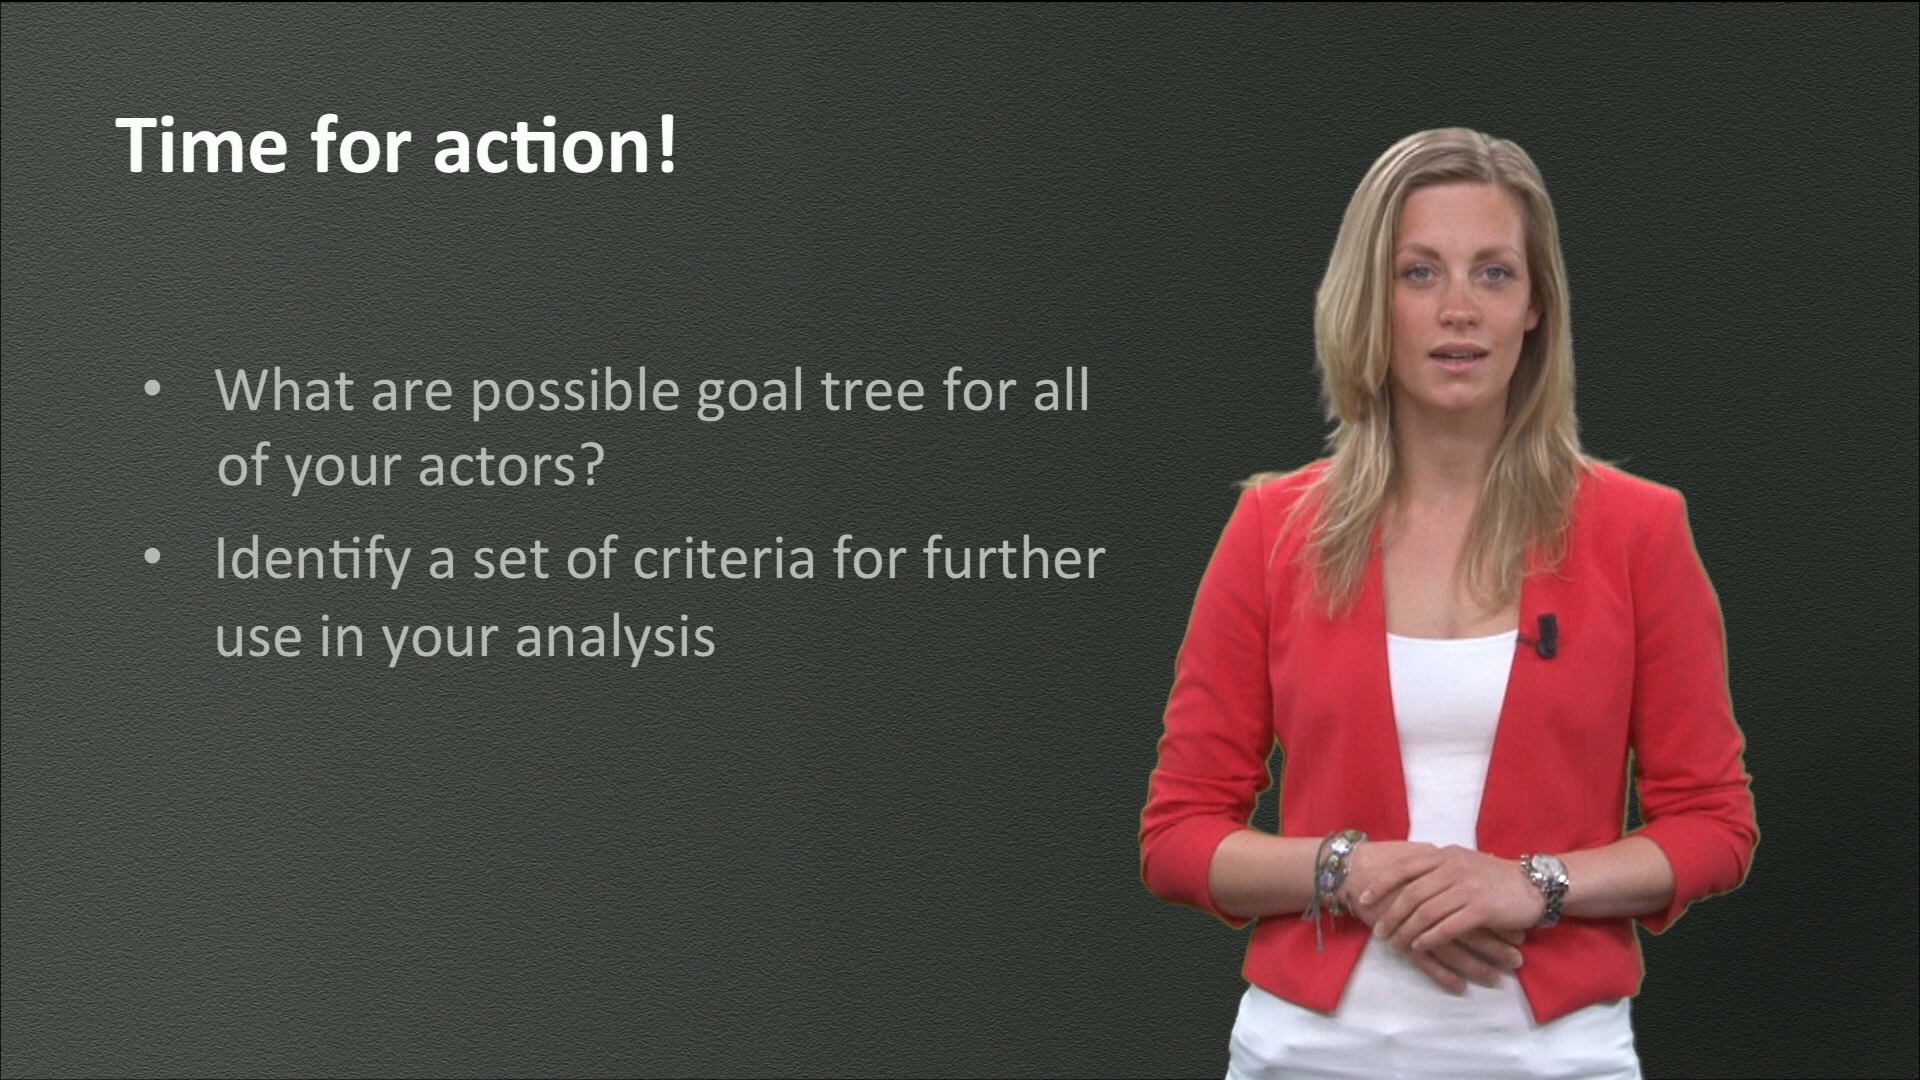 Time for action!
• What are possible goal tree for all
of your actors?
• Identify a set of criteria for further
use in your analysis